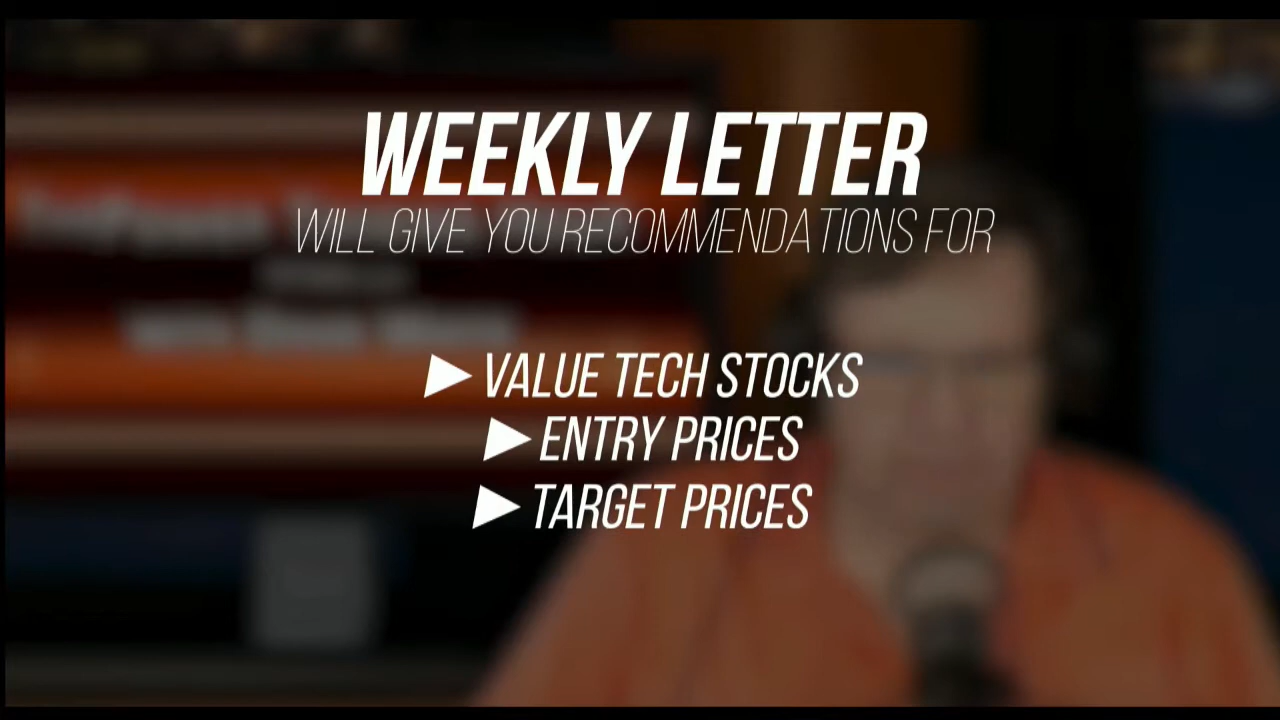 WEEKLY LETTER
WILL GIVE YOU RECOMMENDATIONS FOR
▶ VALUE TECH STOCKS
▶ ENTRY PRICES
▶ TARGET PRICES